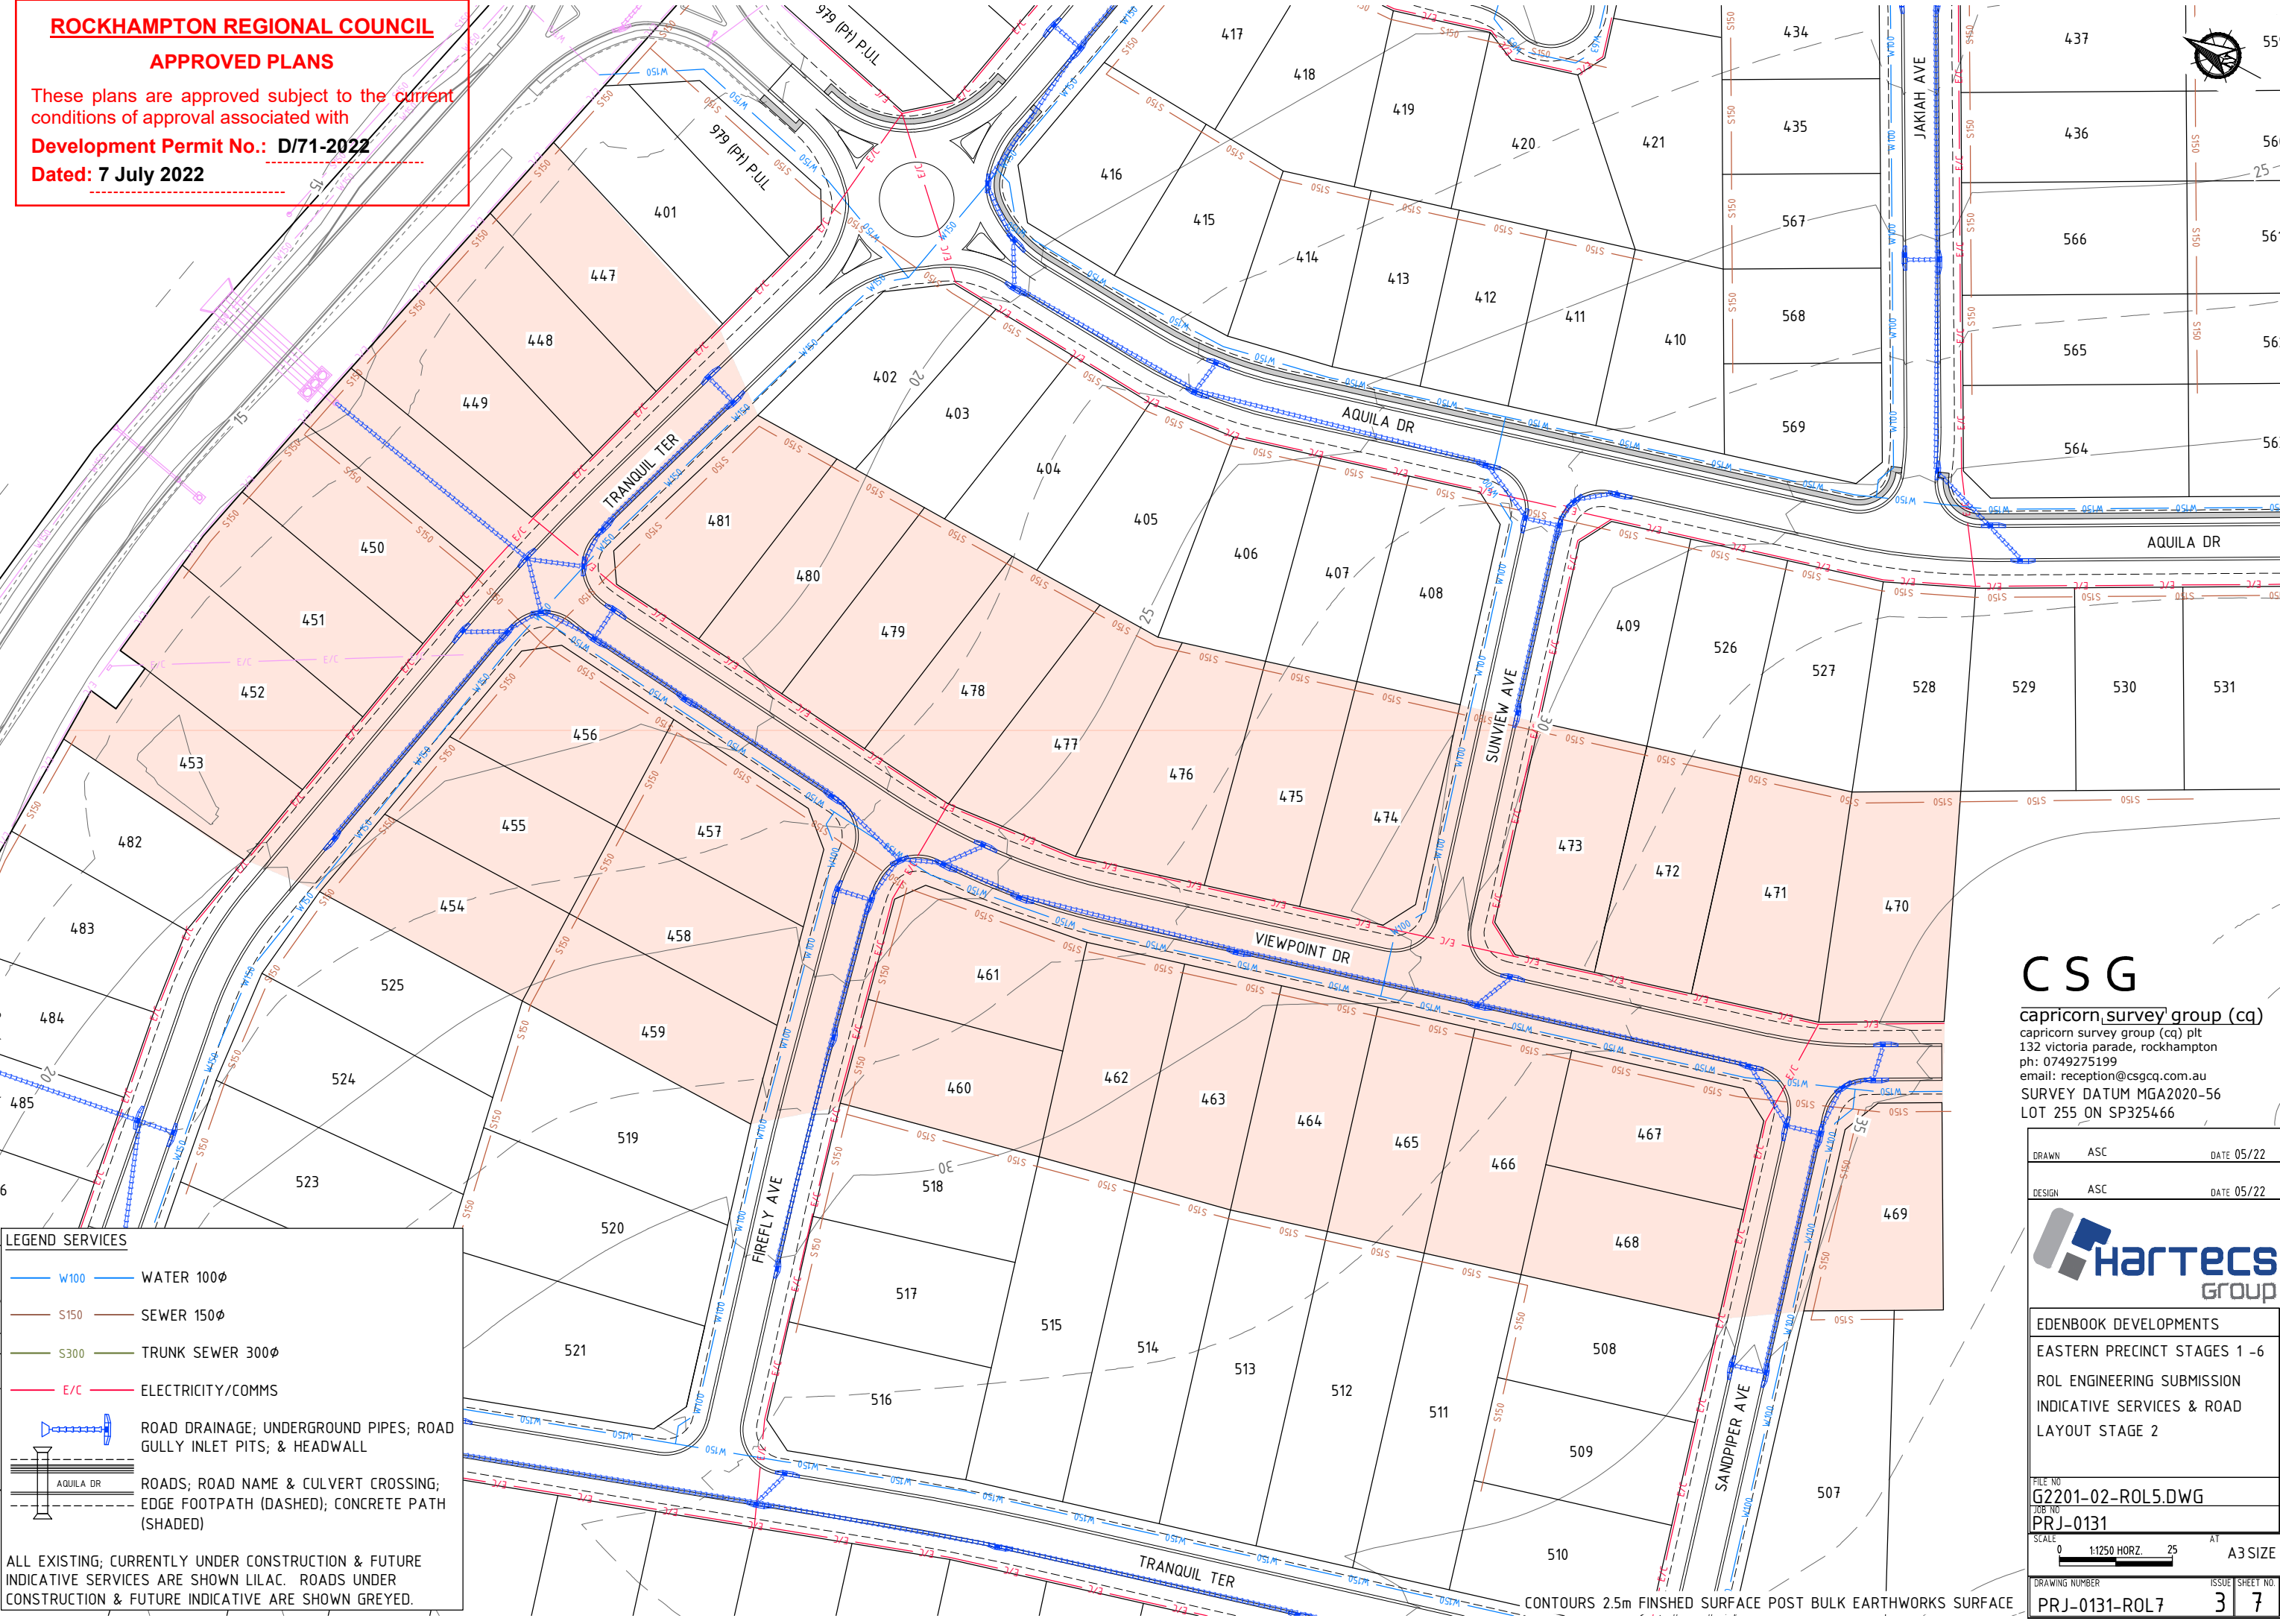 ROCKHAMPTON REGIONAL COUNCIL
APPROVED PLANS
These plans are approved subject to the current
conditions of approval associated with
Development Permit No.: D/71-2022
Dated: 7 July 2022
979 (Pt) P.U.L
979 (Pt) P.U.L
417
418
419
420
421
434
435
436
437
416
415
414
413
412
411
410
567
568
569
566
565
564
JAKIAH AVE
25
15
15
401
447
448
449
450
451
452
453
402
403
404
405
406
407
408
409
20
25
30
TRANQUIL TER
AQUILA DR
AQUILA DR
SUNVIEW AVE
481
480
479
478
477
476
475
474
473
472
471
470
526
527
528
529
530
531
456
455
457
454
458
459
482
483
484
485
525
524
523
519
520
521
20
VIEWPOINT DR
461
460
462
463
464
465
466
467
468
469
35
30
FIREFLY AVE
518
517
516
515
514
513
512
511
508
509
510
507
SANDPIPER AVE
TRANQUIL TER
C S G
capricorn survey group (cq)
capricorn survey group (cq) plt
132 victoria parade, rockhampton
ph: 0749275199
email: reception@csgcq.com.au
SURVEY DATUM MGA2020-56
LOT 255 ON SP325466
DRAWN ASC DATE 05/22
DESIGN ASC DATE 05/22
Hartecs
Group
EDENBOOK DEVELOPMENTS
EASTERN PRECINCT STAGES 1 -6
ROL ENGINEERING SUBMISSION
INDICATIVE SERVICES & ROAD
LAYOUT STAGE 2
FILE NO
G2201-02-ROL5.DWG
JOB NO
PRJ-0131
SCALE AT
0 1:1250 HORZ. 25 A3 SIZE
DRAWING NUMBER ISSUE SHEET NO.
PRJ-0131-ROL7 3 7
LEGEND SERVICES
W100 WATER 100Ø
S150 SEWER 150Ø
S300 TRUNK SEWER 300Ø
E/C ELECTRICITY/COMMS
ROAD DRAINAGE; UNDERGROUND PIPES; ROAD
GULLY INLET PITS; & HEADWALL
AQUILA DR ROADS; ROAD NAME & CULVERT CROSSING;
EDGE FOOTPATH (DASHED); CONCRETE PATH
(SHADED)
ALL EXISTING; CURRENTLY UNDER CONSTRUCTION & FUTURE
INDICATIVE SERVICES ARE SHOWN LILAC. ROADS UNDER
CONSTRUCTION & FUTURE INDICATIVE ARE SHOWN GREYED.
CONTOURS 2.5m FINSHED SURFACE POST BULK EARTHWORKS SURFACE